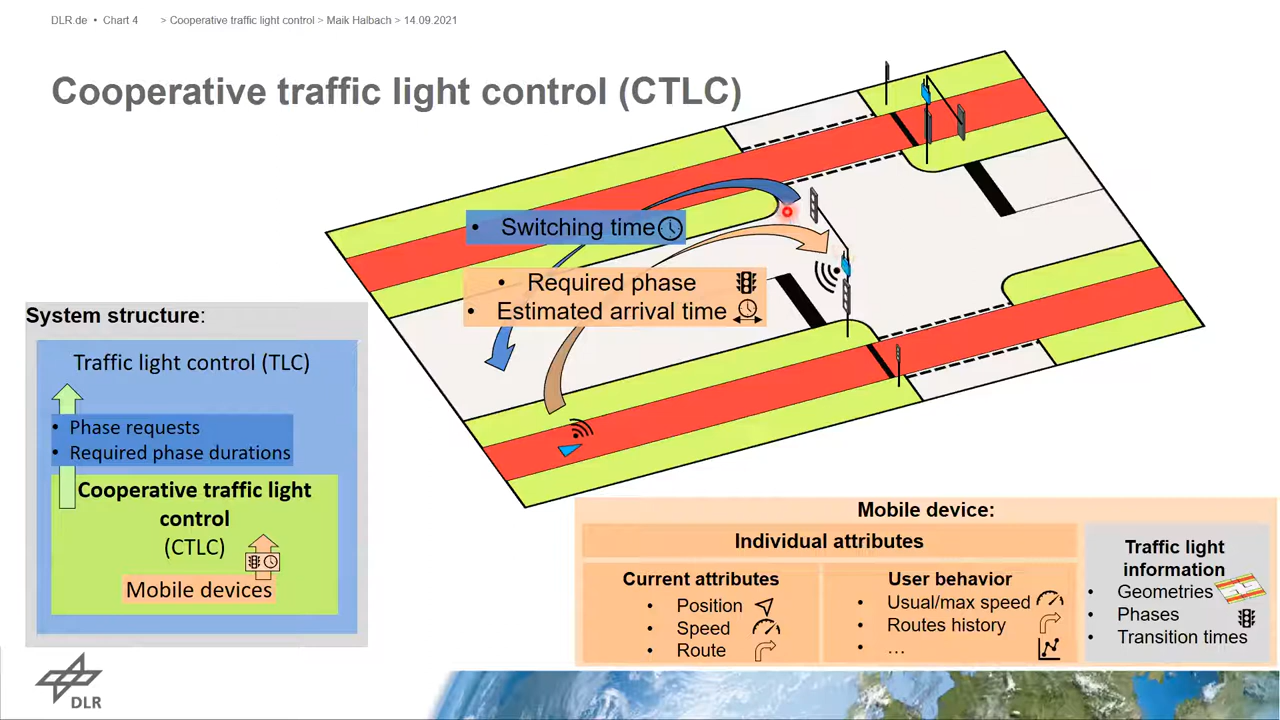 DLR.de • Chart 4 > Cooperative traffic light control > Maik Halbach > 14.09.2021
Cooperative traffic light control (CTLC)
• Switching time
• Required phase
• Estimated arrival time
System structure:
Traffic light control (TLC)
• Phase requests
• Required phase durations
Cooperative traffic light
control
(CTLC)
Mobile devices
Mobile device:
Individual attributes
Current attributes
• Position
• Speed
• Route
User behavior
• Usual/max speed
• Routes history
• ...
Traffic light
information
• Geometries
• Phases
• Transition times
DLR